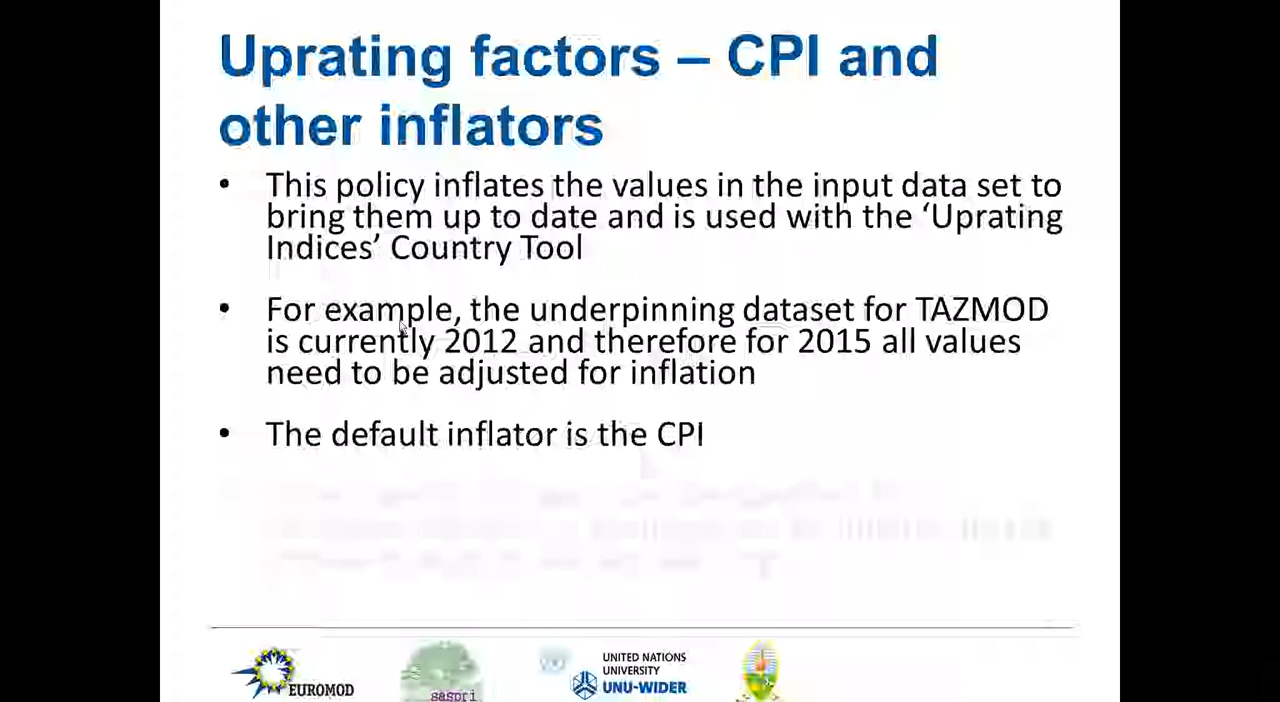 Uprating factors – CPI and
other inflators
• This policy inflates the values in the input data set to
bring them up to date and is used with the ‘Uprating
Indices’ Country Tool
• For example, the underpinning dataset for TAZMOD
is currently 2012 and therefore for 2015 all values
need to be adjusted for inflation
• The default inflator is the CPI
EUROMOD
saspri
UNITED NATIONS
UNIVERSITY
UNU-WIDER